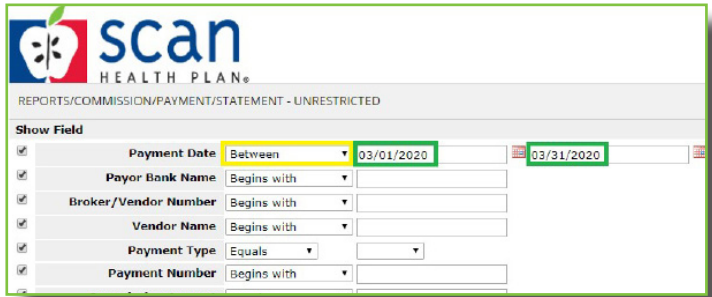 scan
HEALTH PLAN®
REPORTS/COMMISSION/PAYMENT/STATEMENT - UNRESTRICTED
Show Field
Payment Date Between 03/01/2020 03/31/2020
Payor Bank Name Begins with
Broker/Vendor Number Begins with
Vendor Name Begins with
Payment Type Equals
Payment Number Begins with